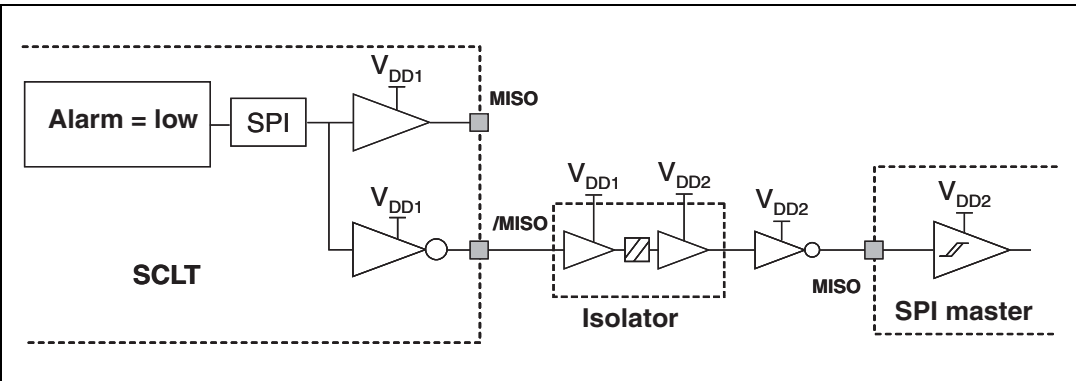 VDD1
MISO
Alarm = low
SPI
VDD1
/MISO
VDD1
VDD2
VDD2
VDD2
SCLT
Isolator
MISO
SPI master